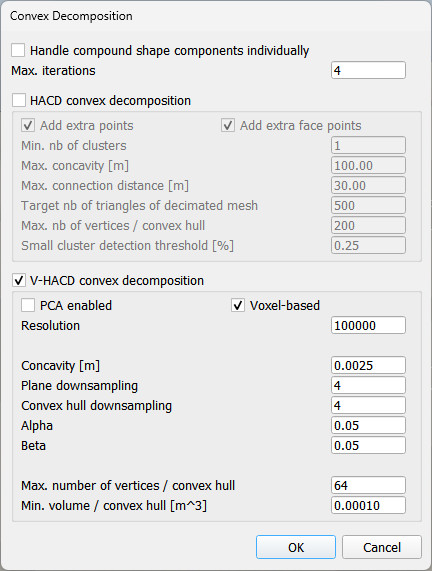 Convex Decomposition
Handle compound shape components individually
Max. iterations 4
HACD convex decomposition
Add extra points Add extra face points
Min. nb of clusters 1
Max. concavity [m] 100.00
Max. connection distance [m] 30.00
Target nb of triangles of decimated mesh 500
Max. nb of vertices / convex hull 200
Small cluster detection threshold [%] 0.25
V-HACD convex decomposition
PCA enabled Voxel-based
Resolution 100000
Concavity [m] 0.0025
Plane downsampling 4
Convex hull downsampling 4
Alpha 0.05
Beta 0.05
Max. number of vertices / convex hull 64
Min. volume / convex hull [m^3] 0.00010
OK Cancel